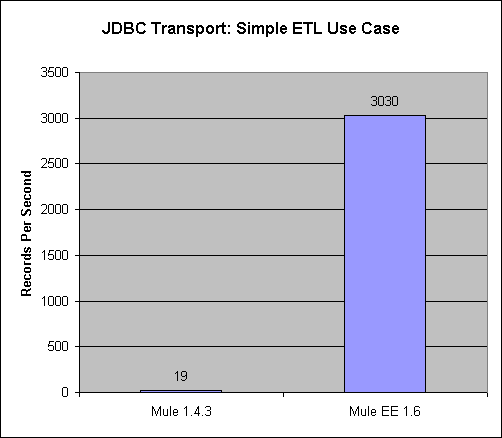 JDBC Transport: Simple ETL Use Case
3500
3000
2500
2000
1500
1000
500
0
Records Per Second
19
3030
Mule 1.4.3
Mule EE 1.6